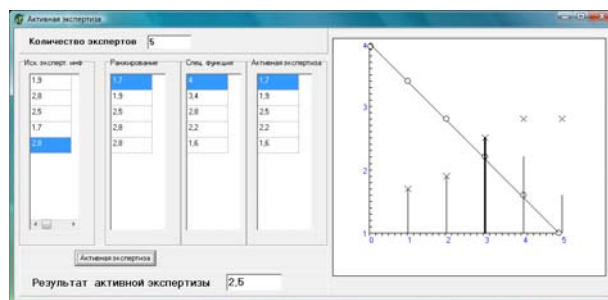 Активная экспертиза
Количество экспертов 5
Исх. эксперт. инф Ранжирование Спец. функция Активная экспертиза
1,9 1,7 4 1,7
2,8 1,9 3,4 1,9
2,5 2,5 2,8 2,5
1,7 2,8 2,2 2,2
2,8 2,8 1,6 1,6
Активная экспертиза
Результат активной экспертизы 2,5
4
3
2
1
0 1 2 3 4 5